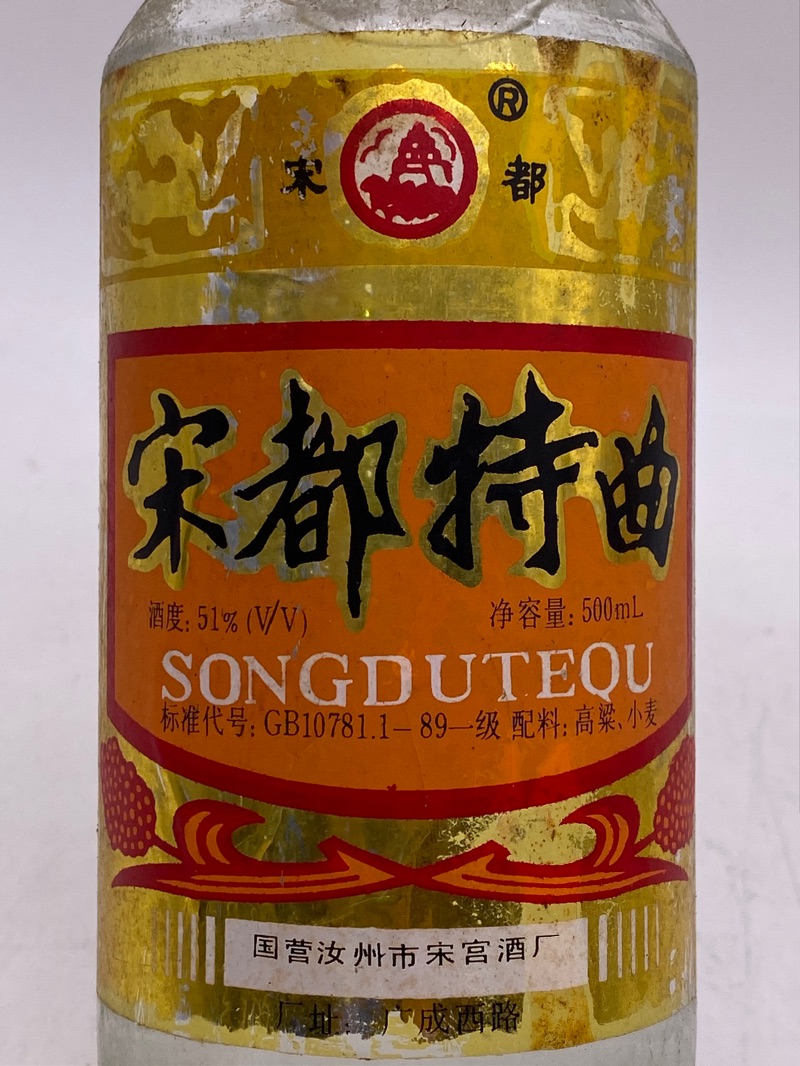 宋 都 ®
宋都特曲
酒度: 51% (V/V) 净容量: 500mL
SONGDUTEQU
标准代号: GB10781.1-89一级 配料: 高粱、小麦
国营汝州市宋宫酒厂
厂址: 广成西路